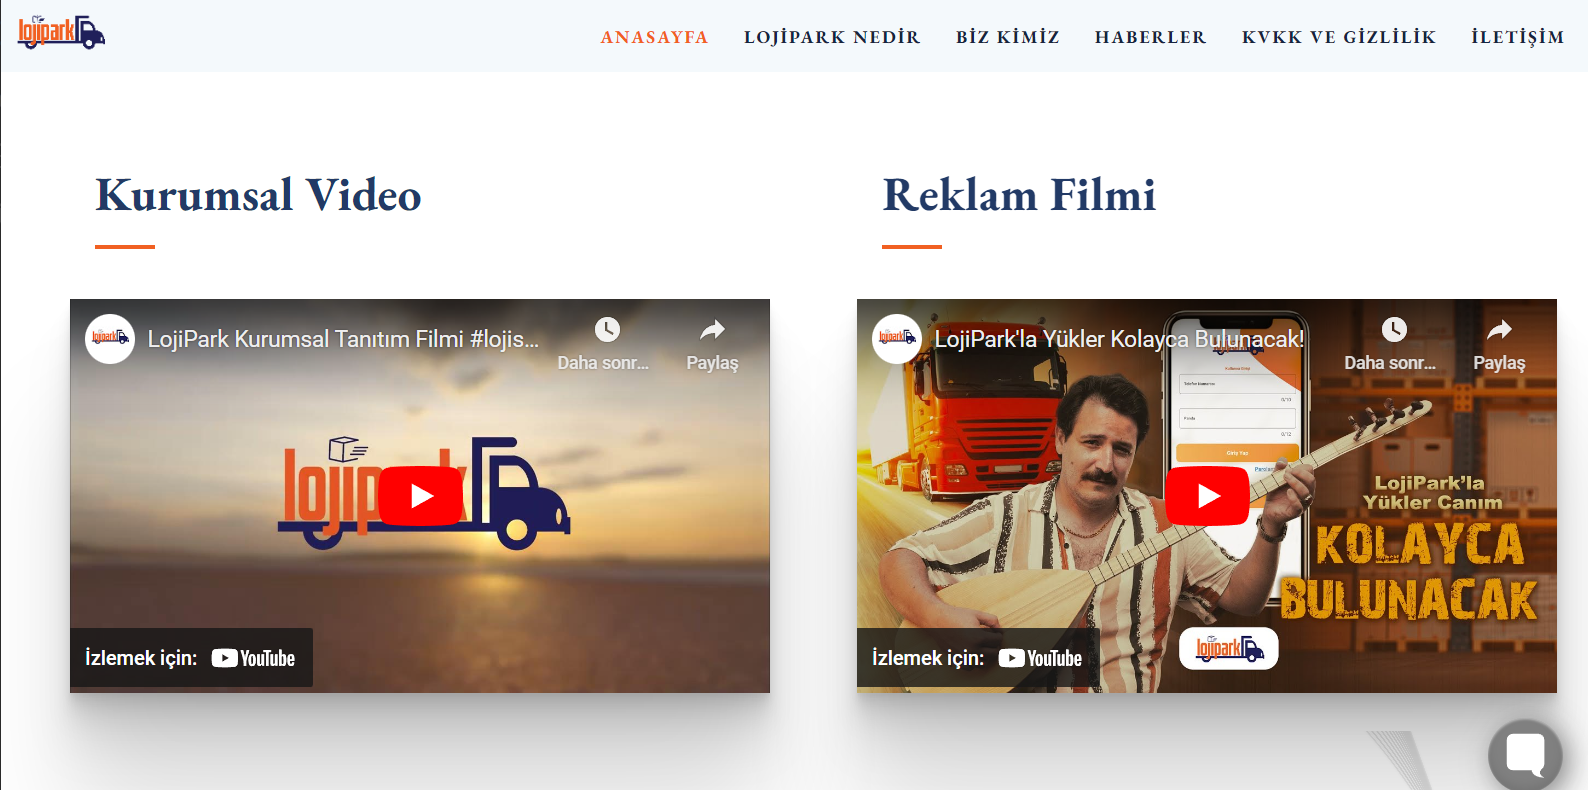 lojipark
ANASAYFA LOJİPARK NEDİR BİZ KİMİZ HABERLER KVKK VE GİZLİLİK İLETİŞİM
Kurumsal Video
Reklam Filmi
LojiPark Kurumsal Tanıtım Filmi #lojis...
Daha sonr...
Paylaş
lojipark
İzlemek için: YouTube
LojiPark'la Yükler Kolayca Bulunacak!
Daha sonr...
Paylaş
Giriş Yap
LojiPark'la
Yükler Canım
KOLAYCA
BULUNACAK
lojipark
İzlemek için: YouTube